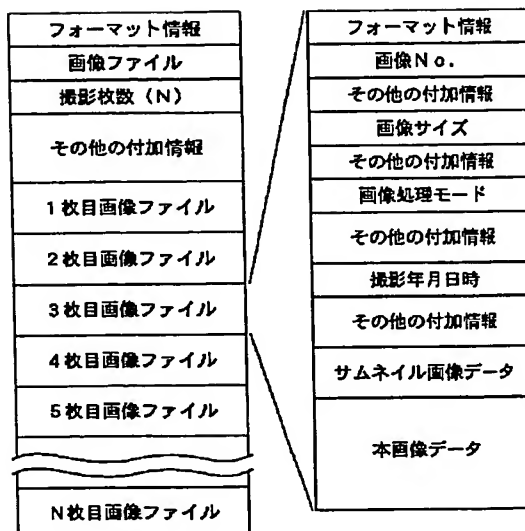 フォーマット情報
画像ファイル
撮影枚数（N）
その他の付加情報
1枚目画像ファイル
2枚目画像ファイル
3枚目画像ファイル
4枚目画像ファイル
5枚目画像ファイル
N枚目画像ファイル
フォーマット情報
画像No.
その他の付加情報
画像サイズ
その他の付加情報
画像処理モード
その他の付加情報
撮影年月日時
その他の付加情報
サムネイル画像データ
本画像データ